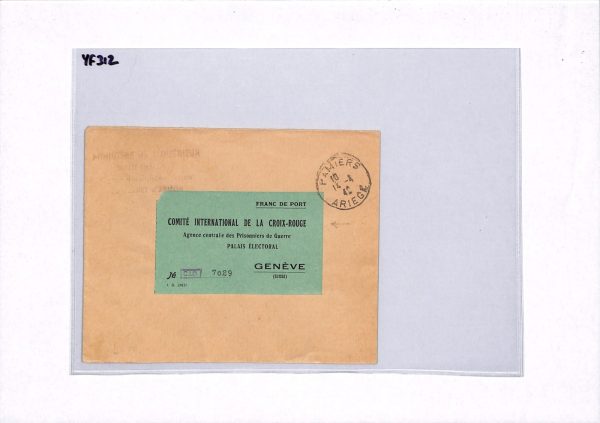 YF312
PAMIERS
ARIEGE
FRANC DE PORT
COMITÉ INTERNATIONAL DE LA CROIX-ROUGE
Agence centrale des Prisonniers de Guerre
PALAIS ÉLECTORAL
GENÈVE
(SUISSE)
7029